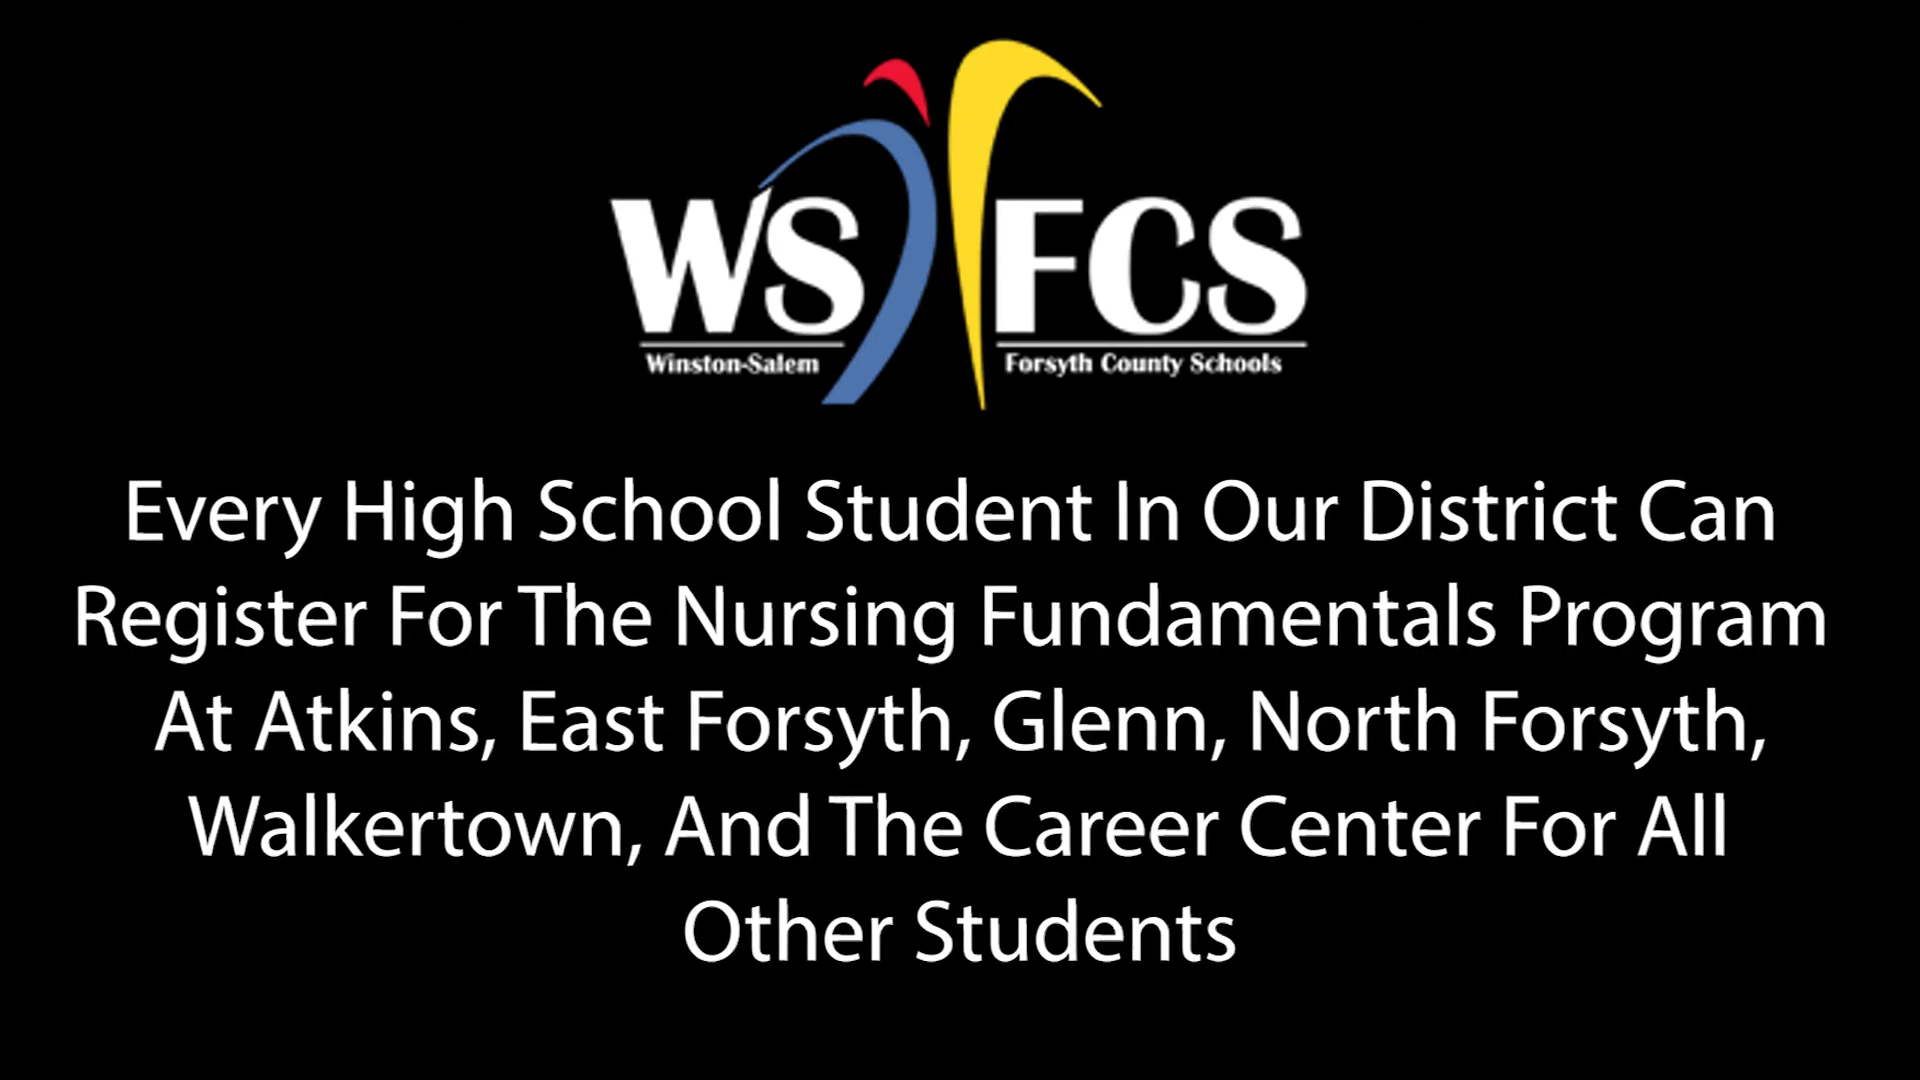 WS FCS
Winston-Salem Forsyth County Schools
Every High School Student In Our District Can
Register For The Nursing Fundamentals Program
At Atkins, East Forsyth, Glenn, North Forsyth,
Walkertown, And The Career Center For All
Other Students